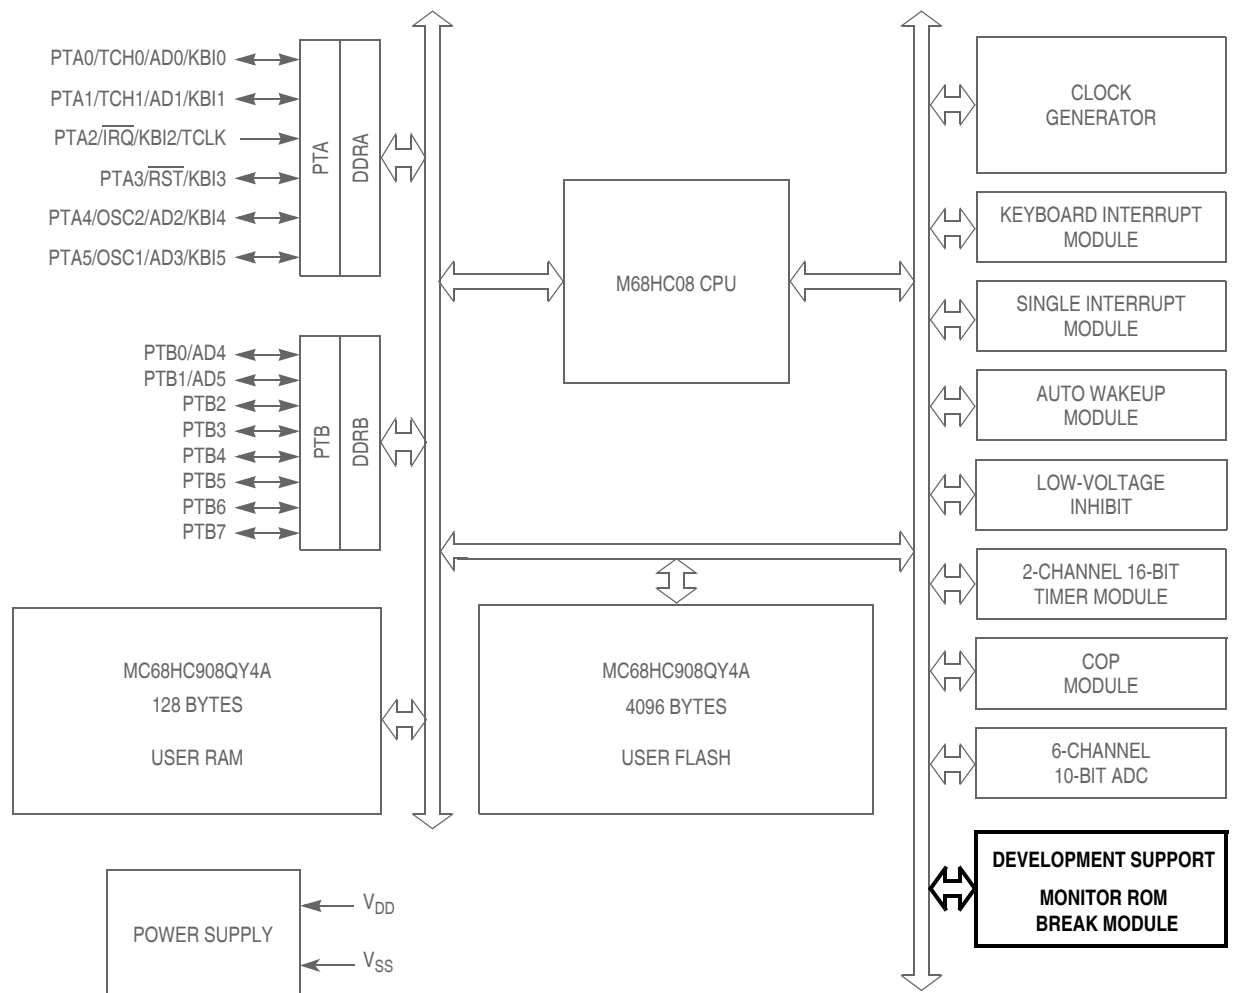 PTA0/TCH0/AD0/KBI0
PTA1/TCH1/AD1/KBI1
PTA2/IRQ/KBI2/TCLK
PTA3/RST/KBI3
PTA4/OSC2/AD2/KBI4
PTA5/OSC1/AD3/KBI5
PTA
DDRA
PTB0/AD4
PTB1/AD5
PTB2
PTB3
PTB4
PTB5
PTB6
PTB7
PTB
DDRB
M68HC08 CPU
MC68HC908QY4A
128 BYTES
USER RAM
MC68HC908QY4A
4096 BYTES
USER FLASH
POWER SUPPLY
VDD
VSS
CLOCK
GENERATOR
KEYBOARD INTERRUPT
MODULE
SINGLE INTERRUPT
MODULE
AUTO WAKEUP
MODULE
LOW-VOLTAGE
INHIBIT
2-CHANNEL 16-BIT
TIMER MODULE
COP
MODULE
6-CHANNEL
10-BIT ADC
DEVELOPMENT SUPPORT
MONITOR ROM
BREAK MODULE